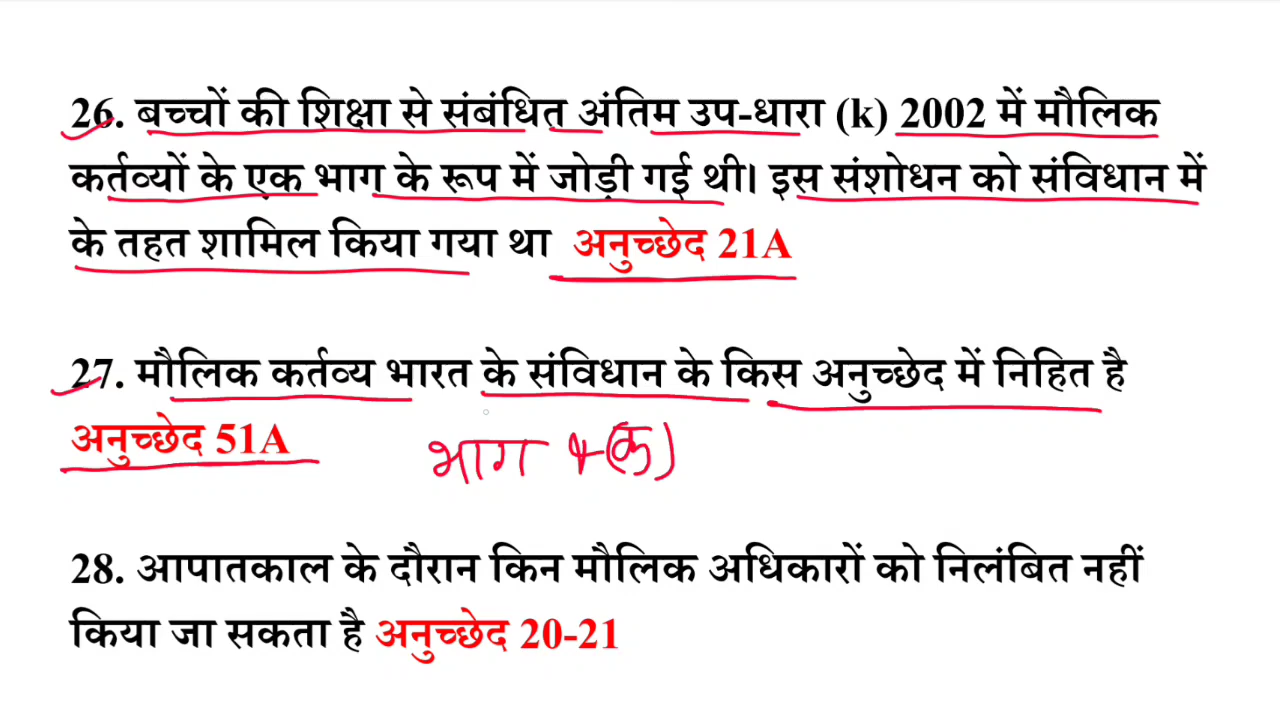 26. बच्चों की शिक्षा से संबंधित अंतिम उप-धारा (k) 2002 में मौलिक
कर्तव्यों के एक भाग के रूप में जोड़ी गई थी। इस संशोधन को संविधान में
के तहत शामिल किया गया था अनुच्छेद 21A
27. मौलिक कर्तव्य भारत के संविधान के किस अनुच्छेद में निहित है
अनुच्छेद 51A
भाग 4(क)
28. आपातकाल के दौरान किन मौलिक अधिकारों को निलंबित नहीं
किया जा सकता है अनुच्छेद 20-21